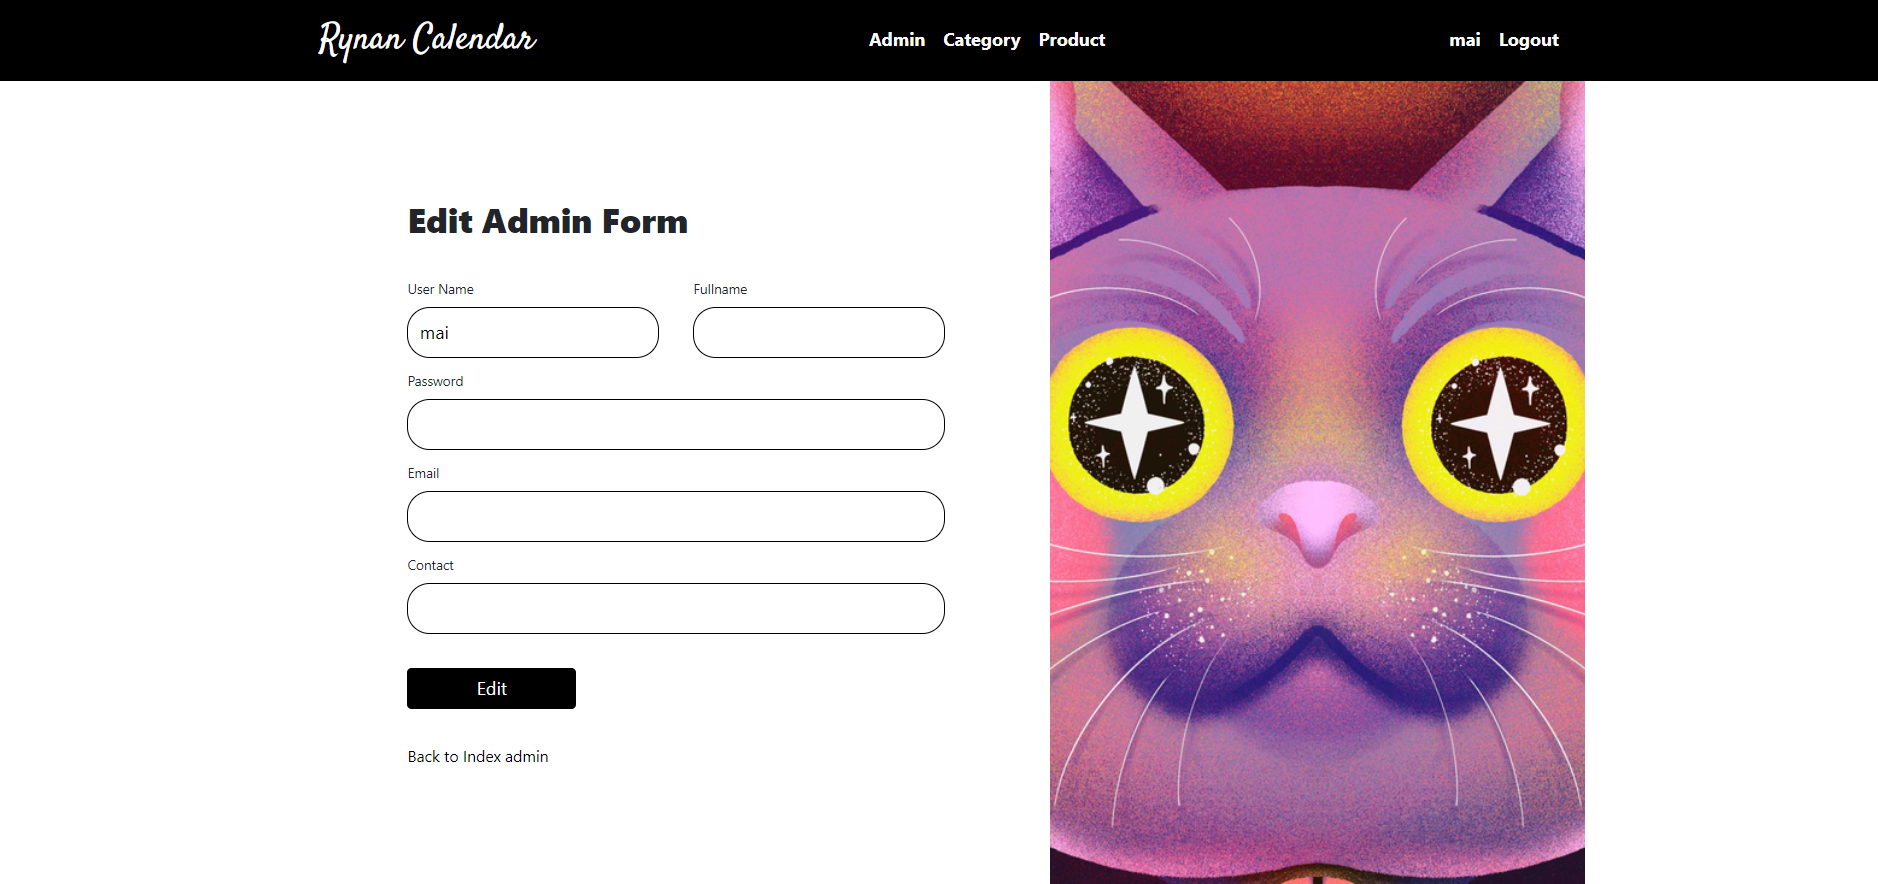 Rynan Calendar
Admin Category Product
mai Logout
Edit Admin Form
User Name Fullname
mai
Password
Email
Contact
Edit
Back to Index admin